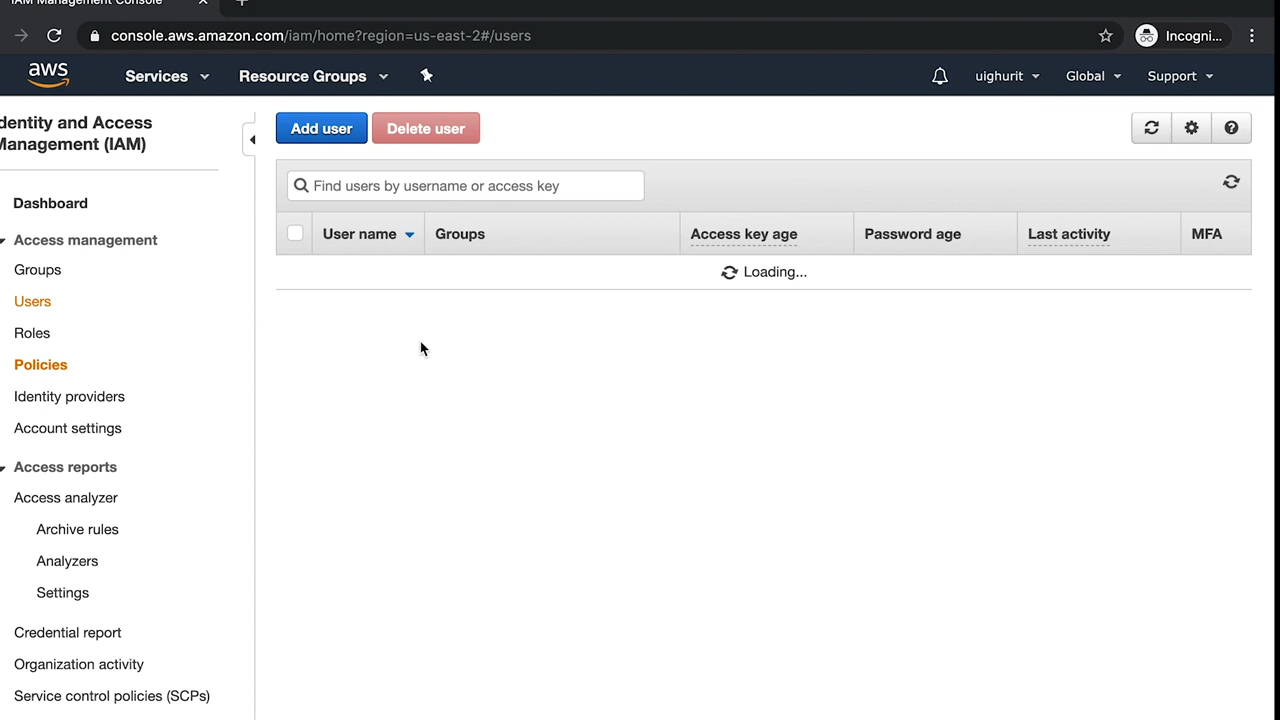 IAM Management Console
console.aws.amazon.com/iam/home?region=us-east-2#/users
Incogni...
aws
Services
Resource Groups
uighurit
Global
Support
dentity and Access
Management (IAM)
Dashboard
Access management
Groups
Users
Roles
Policies
Identity providers
Account settings
Access reports
Access analyzer
Archive rules
Analyzers
Settings
Credential report
Organization activity
Service control policies (SCPs)
Add user
Delete user
Find users by username or access key
User name
Groups
Access key age
Password age
Last activity
MFA
Loading...